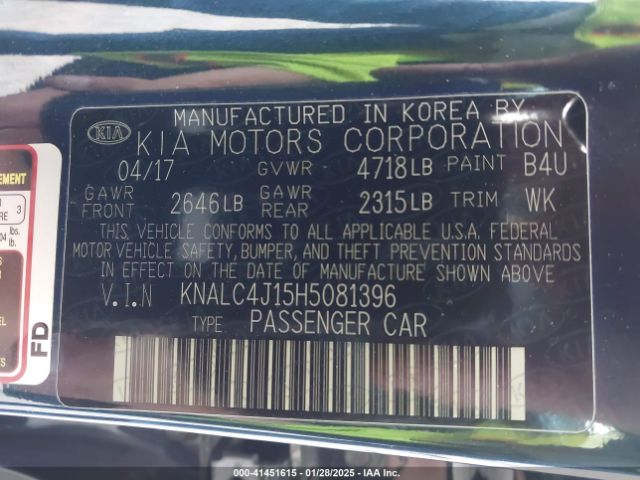 MANUFACTURED IN KOREA BY
KIA KIA MOTORS CORPORATION
04/17 GVWR 4718LB PAINT B4U
GAWR FRONT 2646LB GAWR REAR 2315LB TRIM WK
THIS VEHICLE CONFORMS TO ALL APPLICABLE U.S.A. FEDERAL
MOTOR VEHICLE SAFETY, BUMPER, AND THEFT PREVENTION STANDARDS
IN EFFECT ON THE DATE OF MANUFACTURE SHOWN ABOVE
V.I.N KNALC4J15H5081396
TYPE PASSENGER CAR
EMENT
3
lbs.
lb.
FD
000-41451615 - 01/28/2025 - IAA Inc.